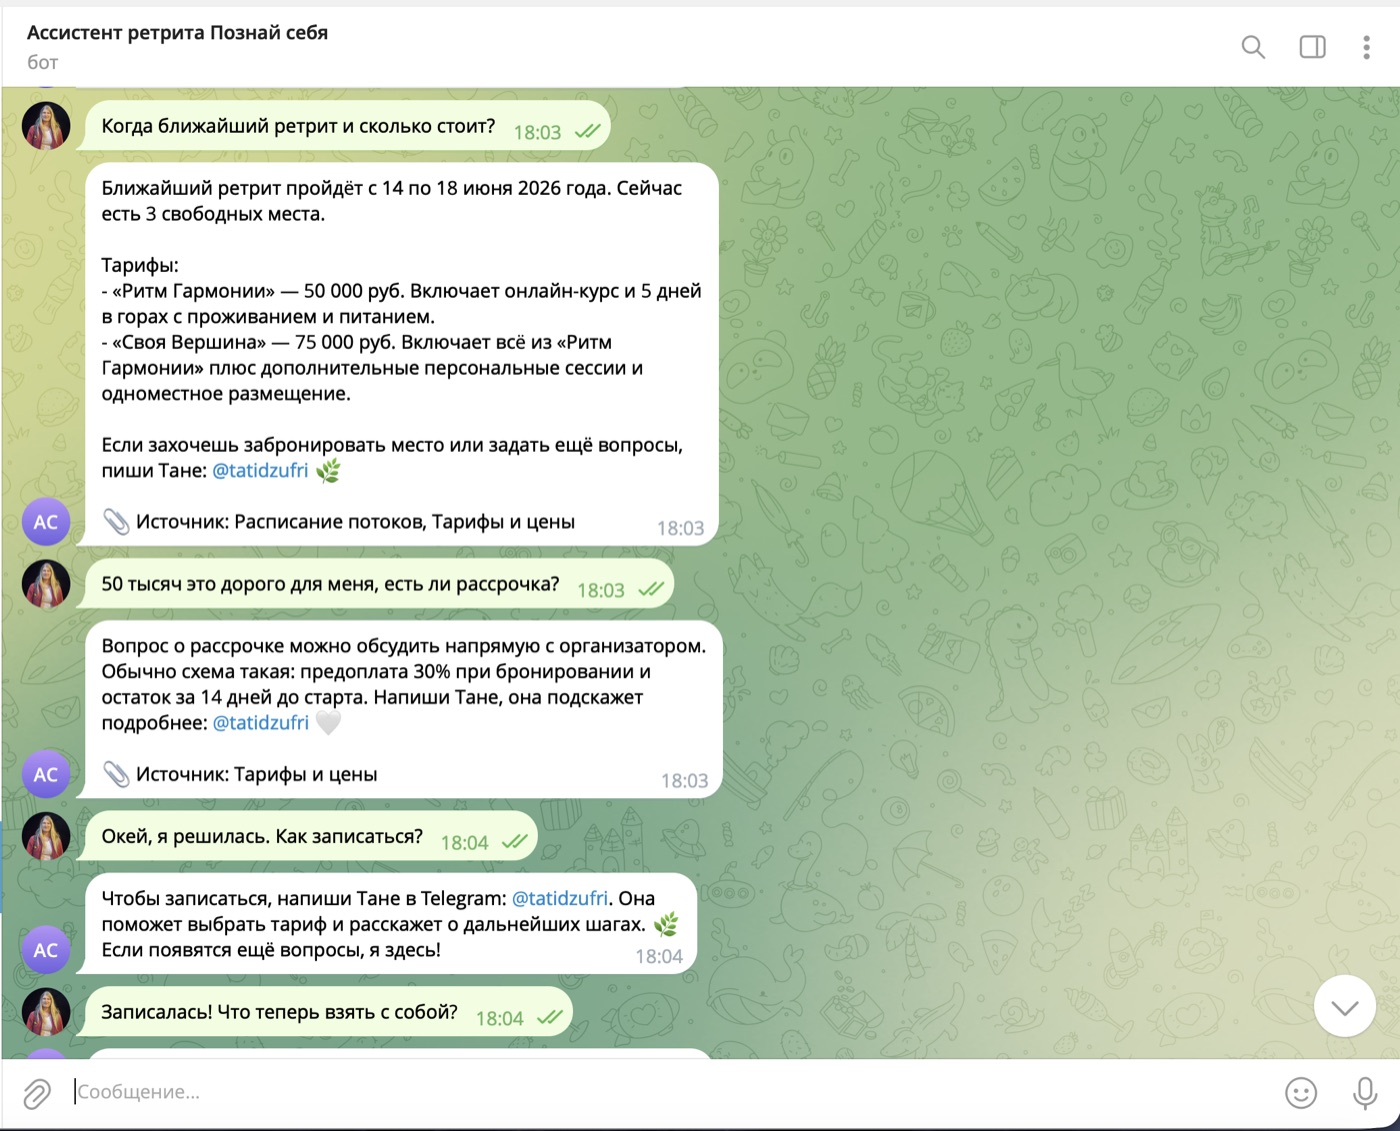 Ассистент ретрита Познай себя
бот
Когда ближайший ретрит и сколько стоит? 18:03
Ближайший ретрит пройдёт с 14 по 18 июня 2026 года. Сейчас
есть 3 свободных места.
Тарифы:
- «Ритм Гармонии» — 50 000 руб. Включает онлайн-курс и 5 дней
в горах с проживанием и питанием.
- «Своя Вершина» — 75 000 руб. Включает всё из «Ритм
Гармонии» плюс дополнительные персональные сессии и
одноместное размещение.
Если захочешь забронировать место или задать ещё вопросы,
пиши Тане: @tatidzufri 🌿
📎 Источник: Расписание потоков, Тарифы и цены 18:03
АС
50 тысяч это дорого для меня, есть ли рассрочка? 18:03
Вопрос о рассрочке можно обсудить напрямую с организатором.
Обычно схема такая: предоплата 30% при бронировании и
остаток за 14 дней до старта. Напиши Тане, она подскажет
подробнее: @tatidzufri 🤍
📎 Источник: Тарифы и цены 18:03
АС
Окей, я решилась. Как записаться? 18:04
Чтобы записаться, напиши Тане в Telegram: @tatidzufri. Она
поможет выбрать тариф и расскажет о дальнейших шагах. 🌿
Если появятся ещё вопросы, я здесь! 18:04
АС
Записалась! Что теперь взять с собой? 18:04
Сообщение...